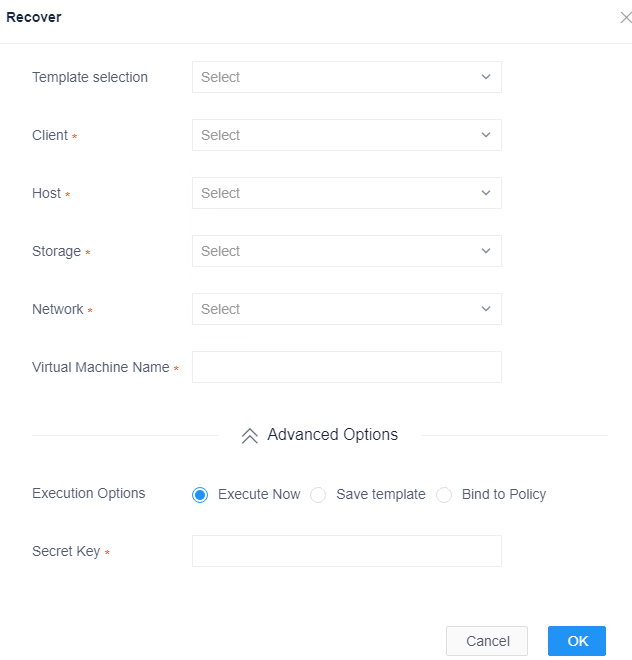 Recover
Template selection Select
Client * Select
Host * Select
Storage * Select
Network * Select
Virtual Machine Name *
Advanced Options
Execution Options Execute Now Save template Bind to Policy
Secret Key *
Cancel OK